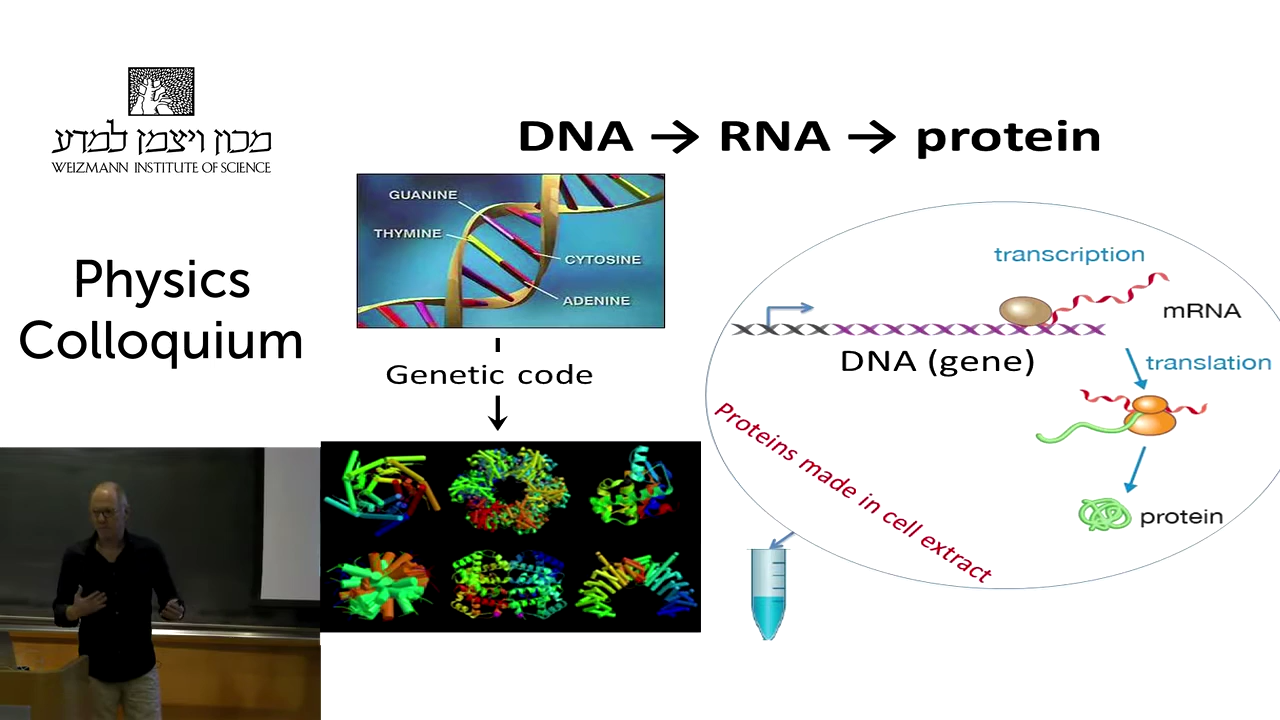 מכון ויצמן למדע
WEIZMANN INSTITUTE OF SCIENCE
Physics
Colloquium
DNA → RNA → protein
GUANINE
THYMINE
CYTOSINE
ADENINE
Genetic code
transcription
mRNA
DNA (gene)
translation
protein
Proteins made in cell extract